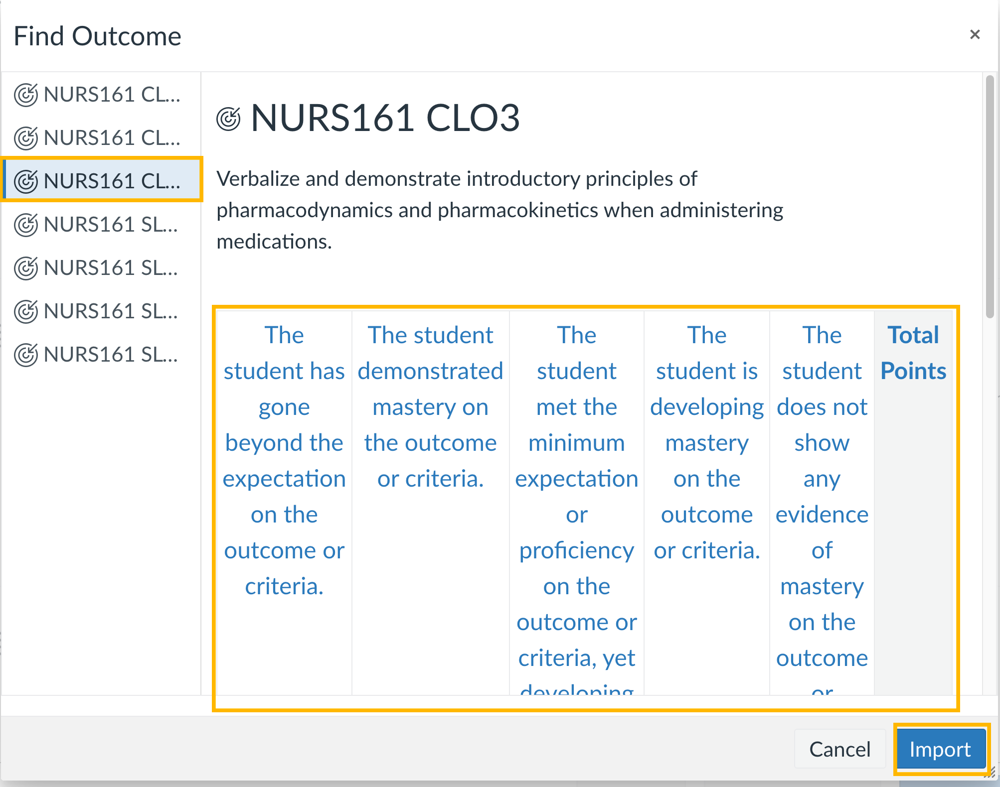 Find Outcome
×
NURS161 CL...
NURS161 CL...
NURS161 CL...
NURS161 SL...
NURS161 SL...
NURS161 SL...
NURS161 SL...
NURS161 CLO3
Verbalize and demonstrate introductory principles of
pharmacodynamics and pharmacokinetics when administering
medications.
The
student has
gone
beyond the
expectation
on the
outcome or
criteria.
The student
demonstrated
mastery on
the outcome
or criteria.
The
student
met the
minimum
expectation
or
proficiency
on the
outcome or
criteria, yet
developing
The
student is
developing
mastery
on the
outcome
or criteria.
The
student
does not
show
any
evidence
of
mastery
on the
outcome
or
Total
Points
Cancel
Import